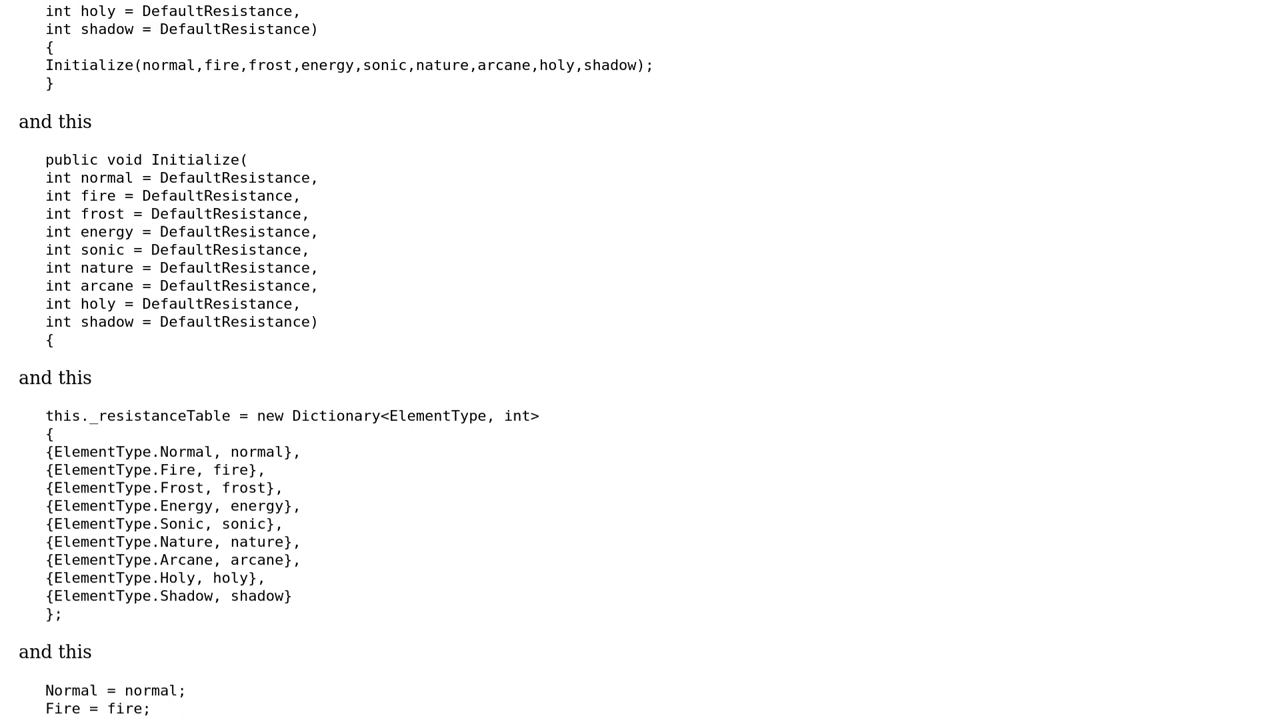 int holy = DefaultResistance,
int shadow = DefaultResistance)
{
Initialize(normal,fire,frost,energy,sonic,nature,arcane,holy,shadow);
}
and this
public void Initialize(
int normal = DefaultResistance,
int fire = DefaultResistance,
int frost = DefaultResistance,
int energy = DefaultResistance,
int sonic = DefaultResistance,
int nature = DefaultResistance,
int arcane = DefaultResistance,
int holy = DefaultResistance,
int shadow = DefaultResistance)
{
and this
this._resistanceTable = new Dictionary<ElementType, int>
{
{ElementType.Normal, normal},
{ElementType.Fire, fire},
{ElementType.Frost, frost},
{ElementType.Energy, energy},
{ElementType.Sonic, sonic},
{ElementType.Nature, nature},
{ElementType.Arcane, arcane},
{ElementType.Holy, holy},
{ElementType.Shadow, shadow}
};
and this
Normal = normal;
Fire = fire;